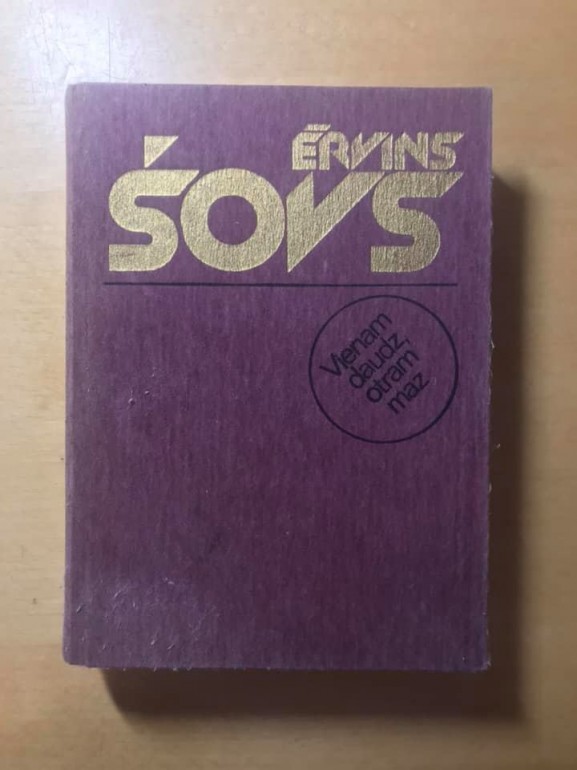 ĒRVINS
ŠOVS
Vienam
daudz,
otram
maz